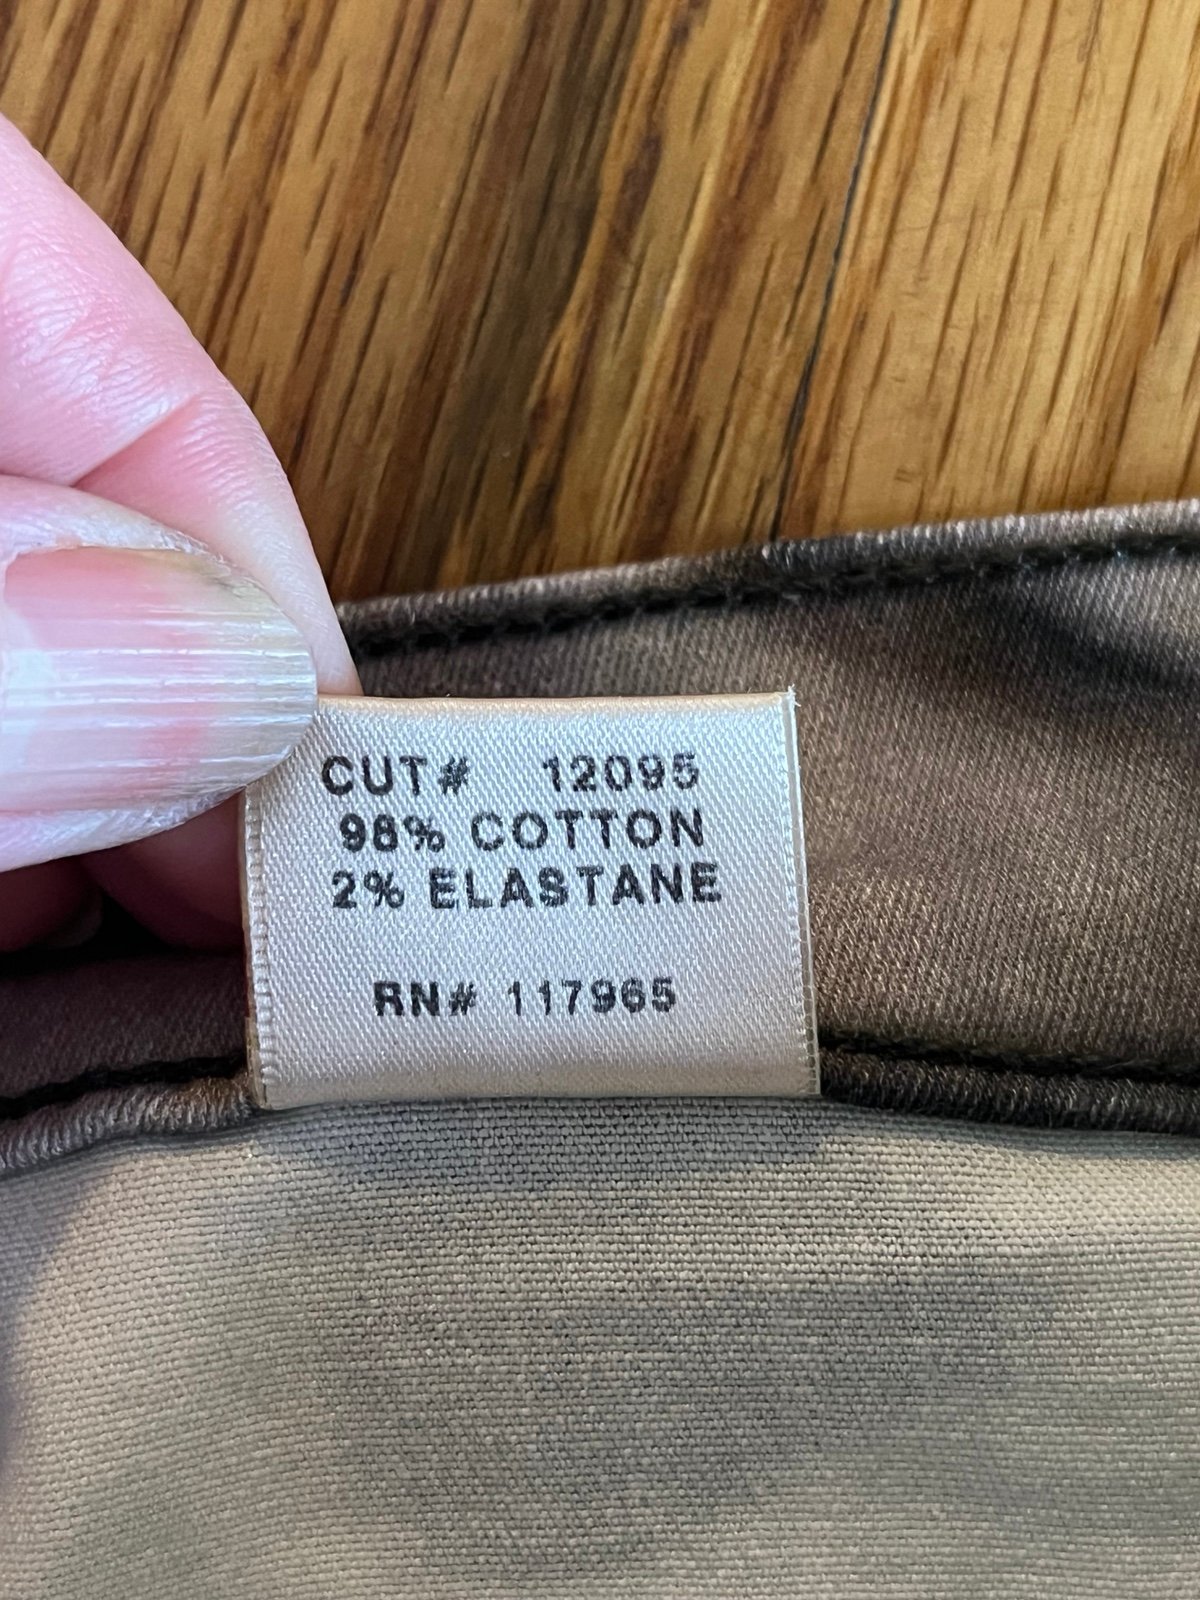 CUT# 12095
98% COTTON
2% ELASTANE
RN# 117965